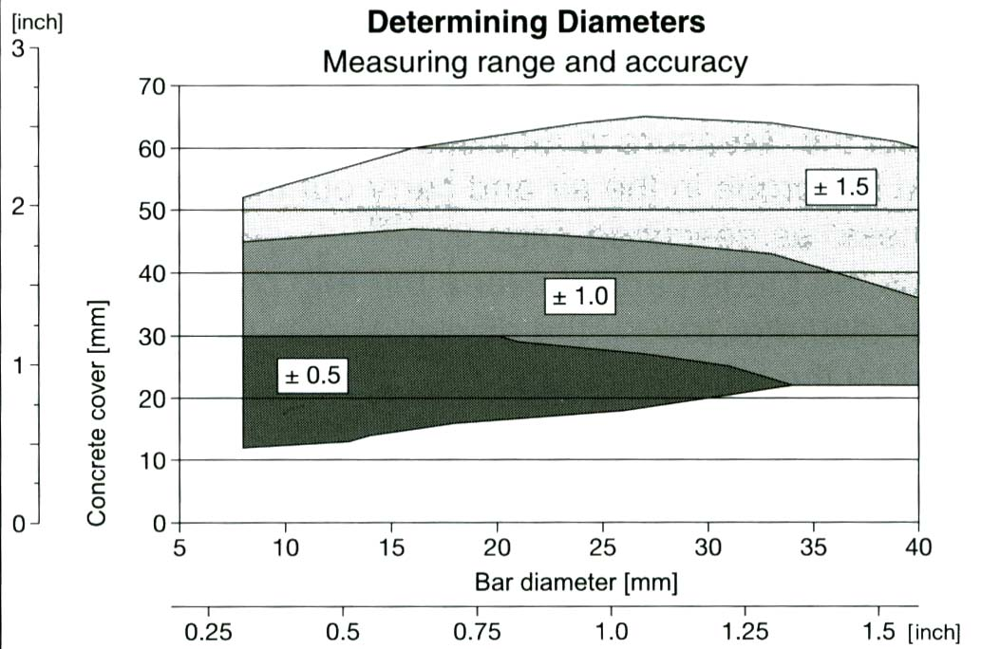 Determining Diameters
Measuring range and accuracy
[inch]
3
2
1
0
Concrete cover [mm]
70
60
50
40
30
20
10
0
± 1.5
± 1.0
± 0.5
5 10 15 20 25 30 35 40
Bar diameter [mm]
0.25 0.5 0.75 1.0 1.25 1.5 [inch]